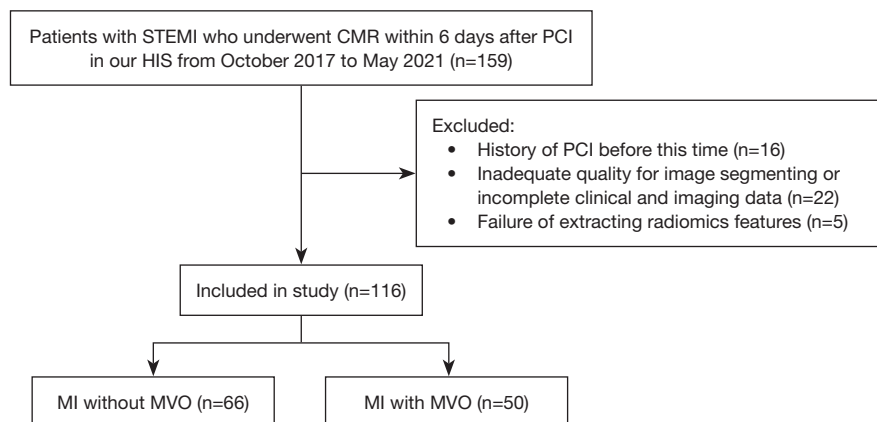 Patients with STEMI who underwent CMR within 6 days after PCI
in our HIS from October 2017 to May 2021 (n=159)
Excluded:
• History of PCI before this time (n=16)
• Inadequate quality for image segmenting or
incomplete clinical and imaging data (n=22)
• Failure of extracting radiomics features (n=5)
Included in study (n=116)
MI without MVO (n=66)
MI with MVO (n=50)